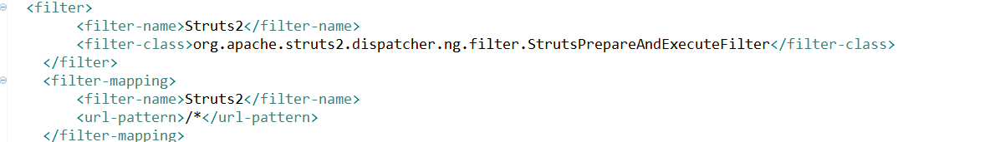 <filter>
<filter-name>Struts2</filter-name>
<filter-class>org.apache.struts2.dispatcher.ng.filter.StrutsPrepareAndExecuteFilter</filter-class>
</filter>
<filter-mapping>
<filter-name>Struts2</filter-name>
<url-pattern>/*</url-pattern>
</filter-mapping>